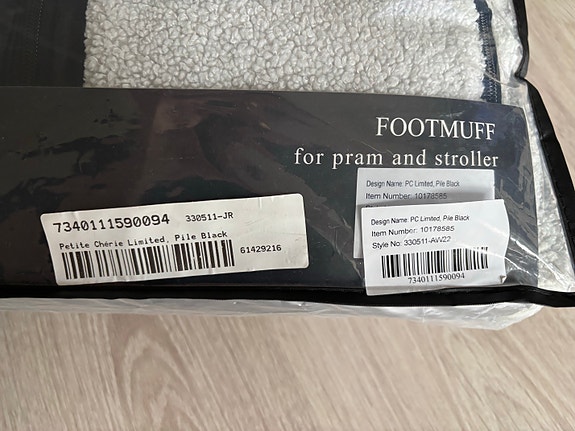 FOOTMUFF
for pram and stroller
Design Name: PC Limited, Pile Black
Item Number: 10178585
Design Name: PC Limited, Pile Black
Item Number: 10178585
Style No: 330511-AW22
7340111590094
7340111590094 330511-JR
Petite Chérie Limited, Pile Black
61429216